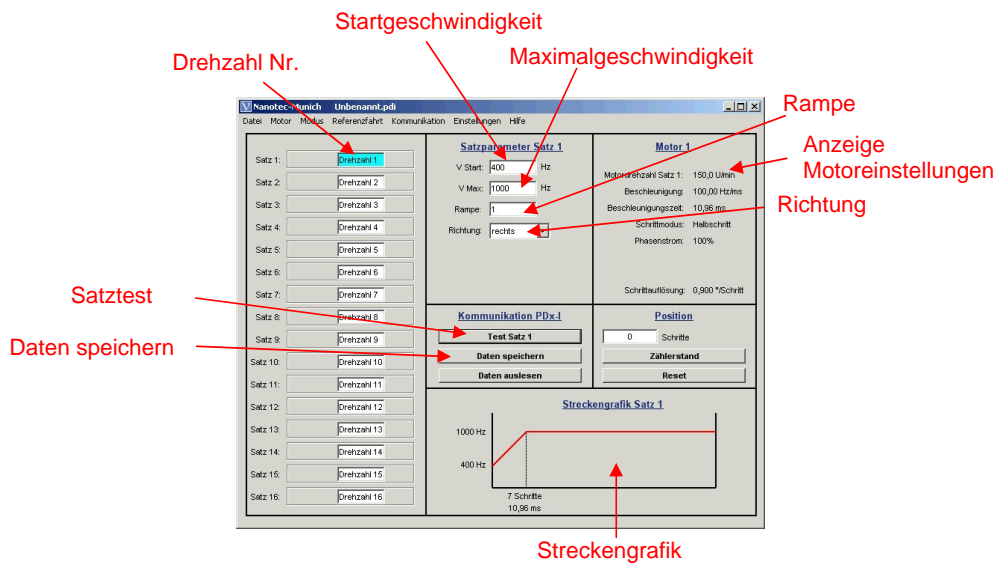 Startgeschwindigkeit
Maximalgeschwindigkeit
Drehzahl Nr.
Rampe
Anzeige
Motoreinstellungen
Richtung
Satztest
Daten speichern
Streckengrafik
Nanotec-Munich Unbenannt.pdi
Datei Motor Modus Referenzfahrt Kommunikation Einstellungen Hilfe
Satz 1: Drehzahl 1
Satz 2: Drehzahl 2
Satz 3: Drehzahl 3
Satz 4: Drehzahl 4
Satz 5: Drehzahl 5
Satz 6: Drehzahl 6
Satz 7: Drehzahl 7
Satz 8: Drehzahl 8
Satz 9: Drehzahl 9
Satz 10: Drehzahl 10
Satz 11: Drehzahl 11
Satz 12: Drehzahl 12
Satz 13: Drehzahl 13
Satz 14: Drehzahl 14
Satz 15: Drehzahl 15
Satz 16: Drehzahl 16
Satzparameter Satz 1
V Start: 400 Hz
V Max: 1000 Hz
Rampe: 1
Richtung: rechts
Motor 1
Motordrehzahl Satz 1: 150,0 U/min
Beschleunigung: 100,00 Hz/ms
Beschleunigungszeit: 10,96 ms
Schrittmodus: Halbschritt
Phasenstrom: 100%
Schrittauflösung: 0,900 °/Schritt
Kommunikation PDx-I
Test Satz 1
Daten speichern
Daten auslesen
Position
0 Schritte
Zählerstand
Reset
Streckengrafik Satz 1
1000 Hz
400 Hz
7 Schritte
10,96 ms